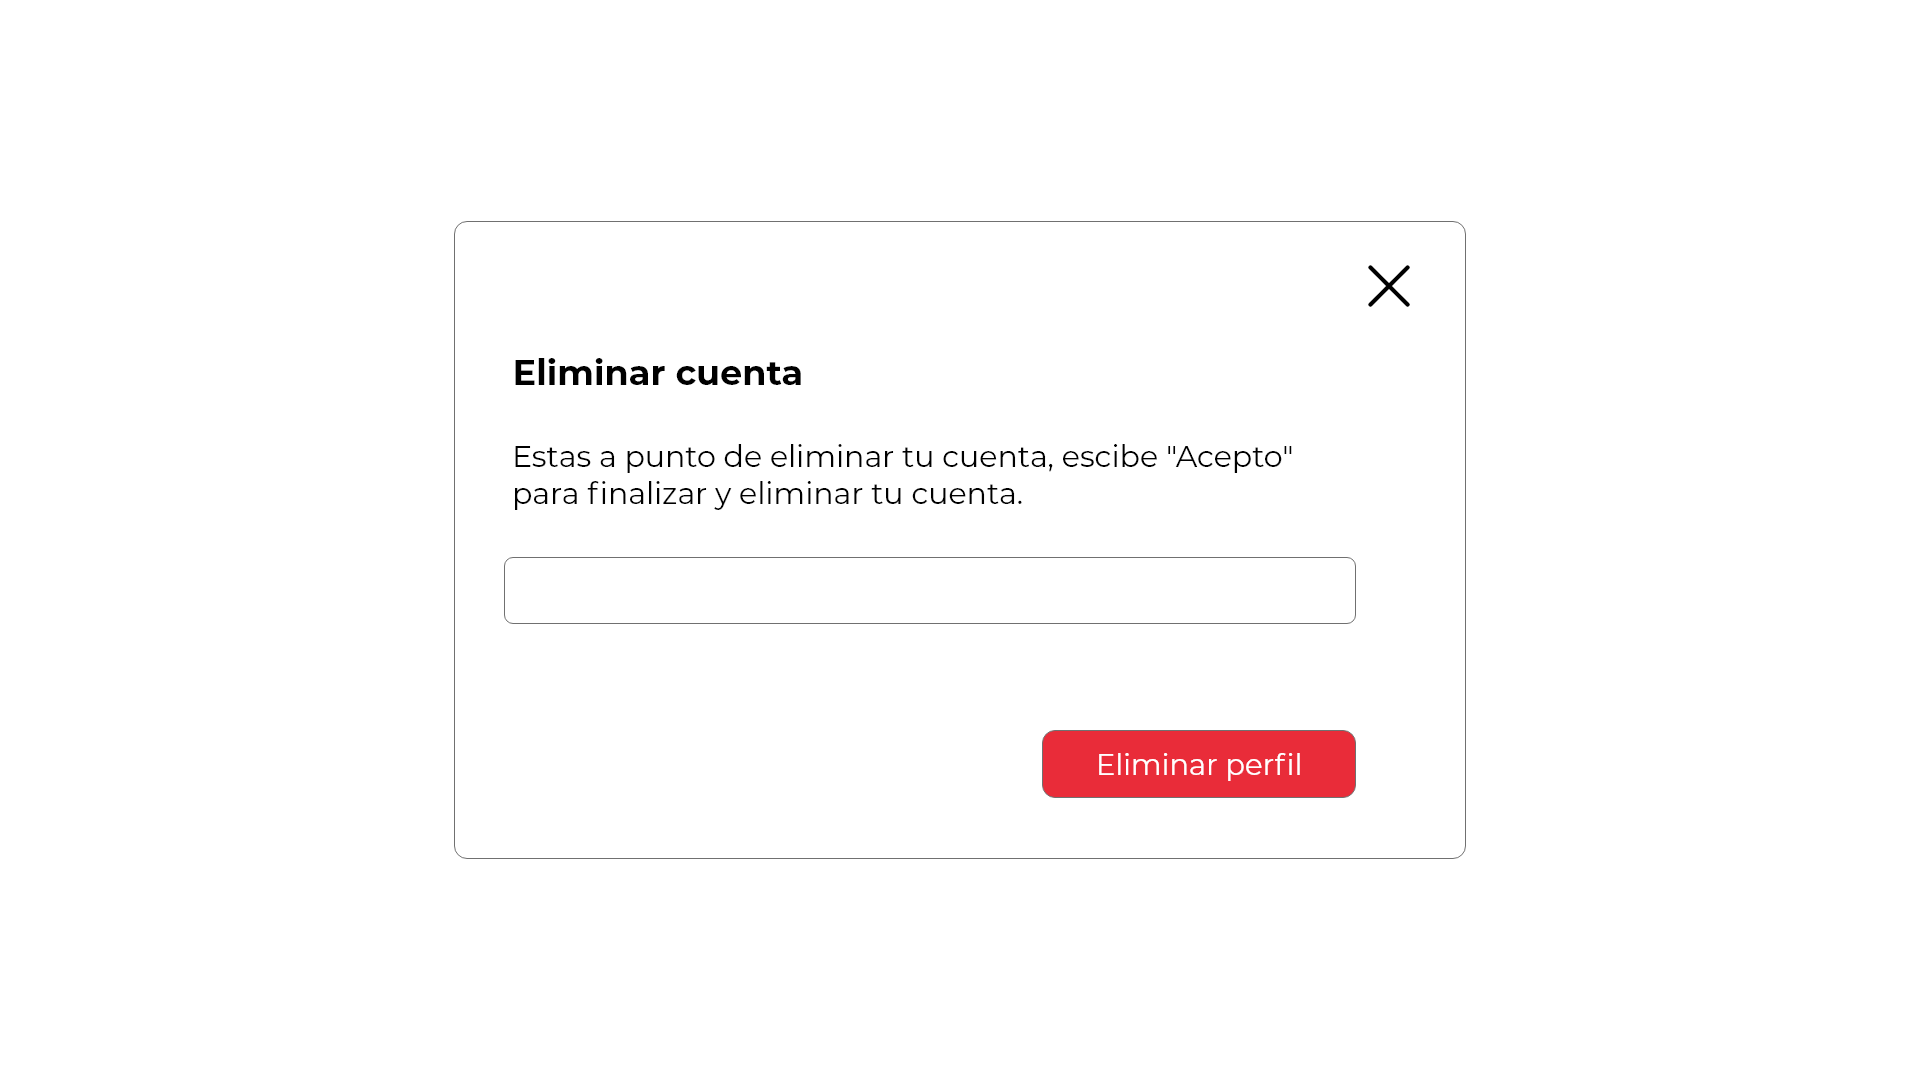 Eliminar cuenta
Estas a punto de eliminar tu cuenta, escibe "Acepto"
para finalizar y eliminar tu cuenta.
Eliminar perfil